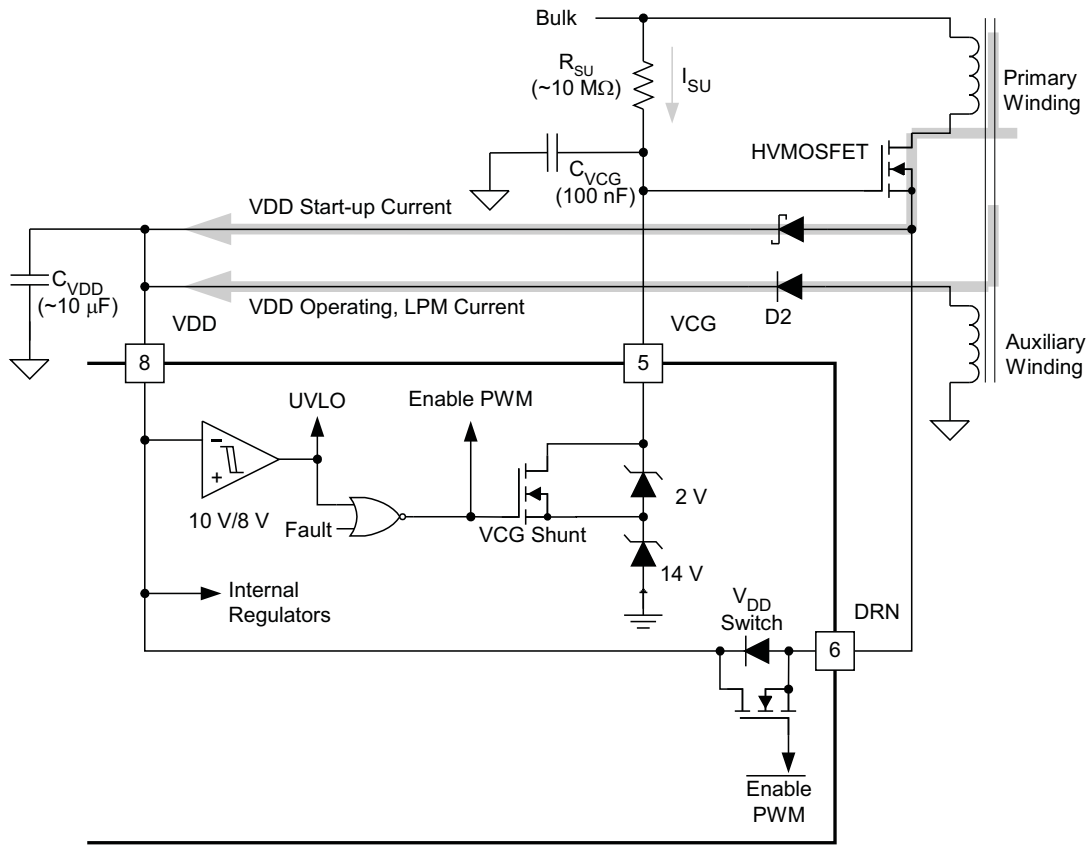 Bulk
R_SU
(~10 MΩ)
I_SU
Primary
Winding
HVMOSFET
C_VCG
(100 nF)
VDD Start-up Current
C_VDD
(~10 μF)
VDD Operating, LPM Current
D2
VDD
VCG
Auxiliary
Winding
8
5
UVLO
Enable PWM
−
+
10 V/8 V
Fault
VCG Shunt
2 V
14 V
Internal
Regulators
V_DD
Switch
DRN
6
Enable
PWM